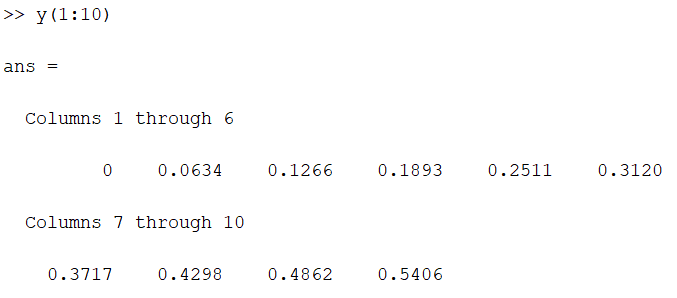 >> y(1:10)
ans =
Columns 1 through 6
0 0.0634 0.1266 0.1893 0.2511 0.3120
Columns 7 through 10
0.3717 0.4298 0.4862 0.5406